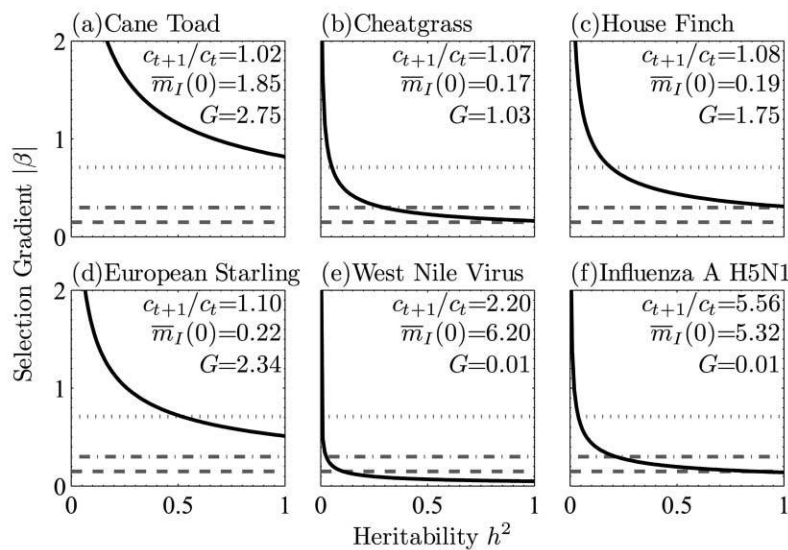 (a)Cane Toad
c_{t+1}/c_t=1.02
m̅_I(0)=1.85
G=2.75
(b)Cheatgrass
c_{t+1}/c_t=1.07
m̅_I(0)=0.17
G=1.03
(c)House Finch
c_{t+1}/c_t=1.08
m̅_I(0)=0.19
G=1.75
2
1
0
(d)European Starling
c_{t+1}/c_t=1.10
m̅_I(0)=0.22
G=2.34
(e)West Nile Virus
c_{t+1}/c_t=2.20
m̅_I(0)=6.20
G=0.01
(f)Influenza A H5N1
c_{t+1}/c_t=5.56
m̅_I(0)=5.32
G=0.01
2
1
0
0 0.5 1
0 0.5 1
0 0.5 1
Selection Gradient |β|
Heritability h²